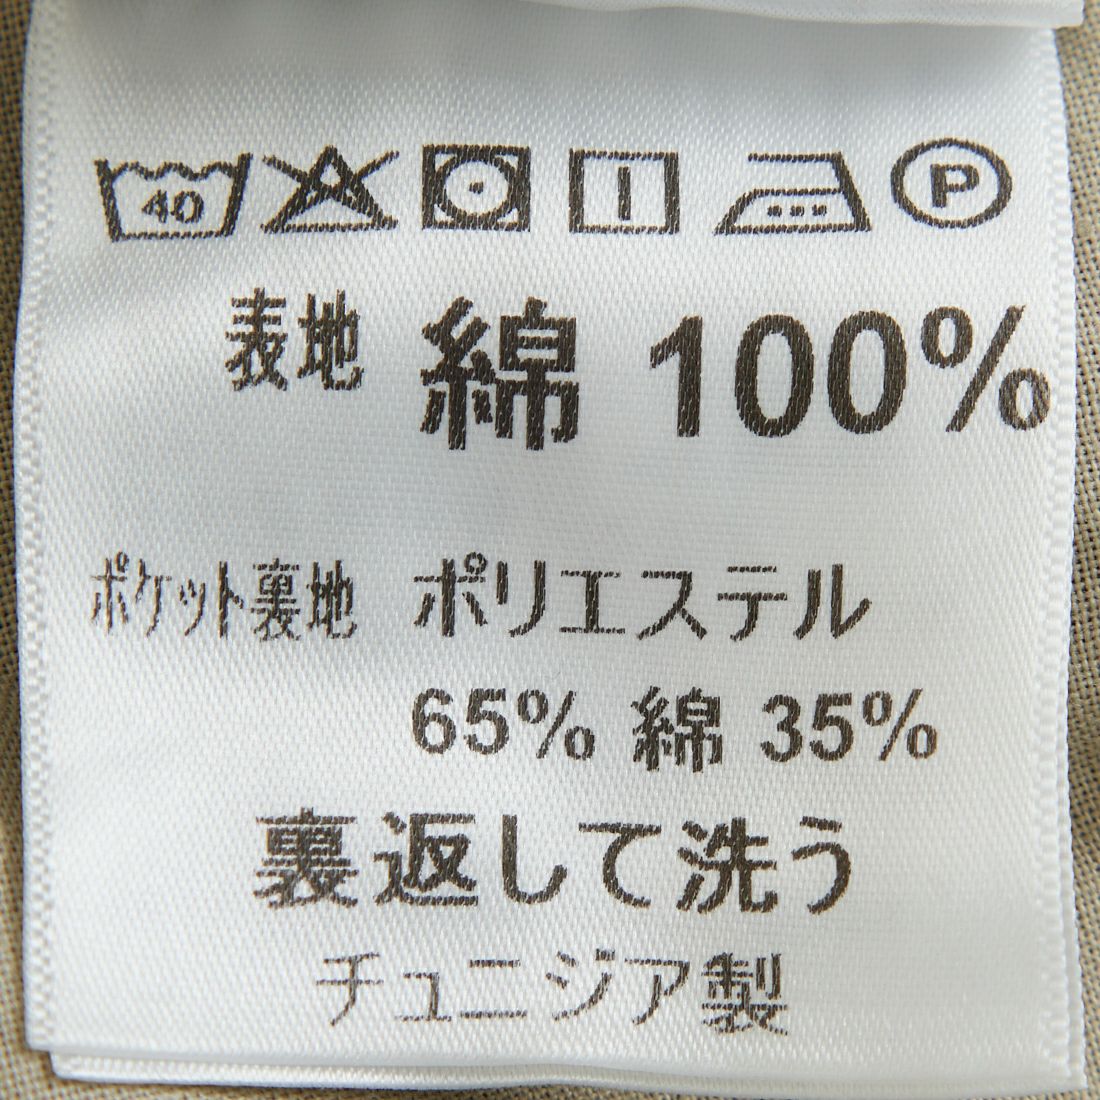 40 P
表地 綿 100%
ポケット裏地 ポリエステル
65% 綿 35%
裏返して洗う
チュニジア製